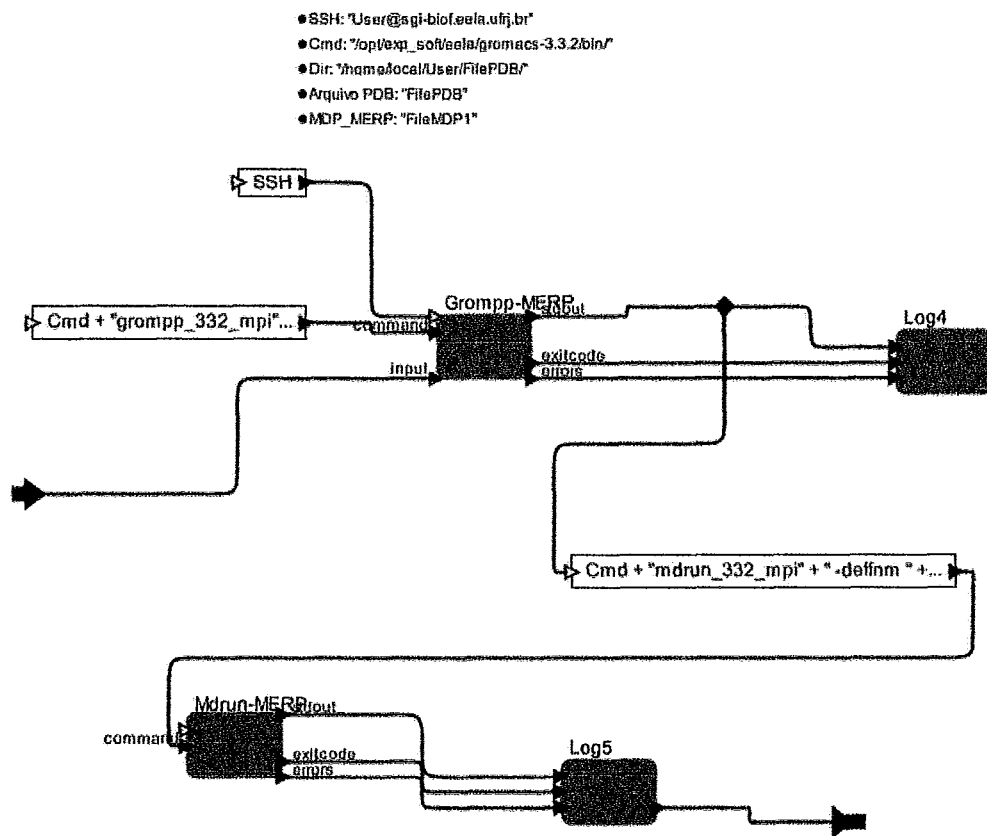 ●SSH: "User@sgi-biof.eela.ufrj.br"
●Cmd: "/opt/exp_soft/eela/gromacs-3.3.2/bin/"
●Dir: "/home/local/User/FilePDB/"
●Arquivo PDB: "FilePDB"
●MDP_MERP: "FileMDP1"
SSH
Grompp-MERP
Cmd + "grompp_332_mpi"...
command
stdout
Log4
input
exitcode
errors
Cmd + "mdrun_332_mpi" + " -deffnm " +...
Mdrun-MERP
stdout
command
exitcode
errors
Log5